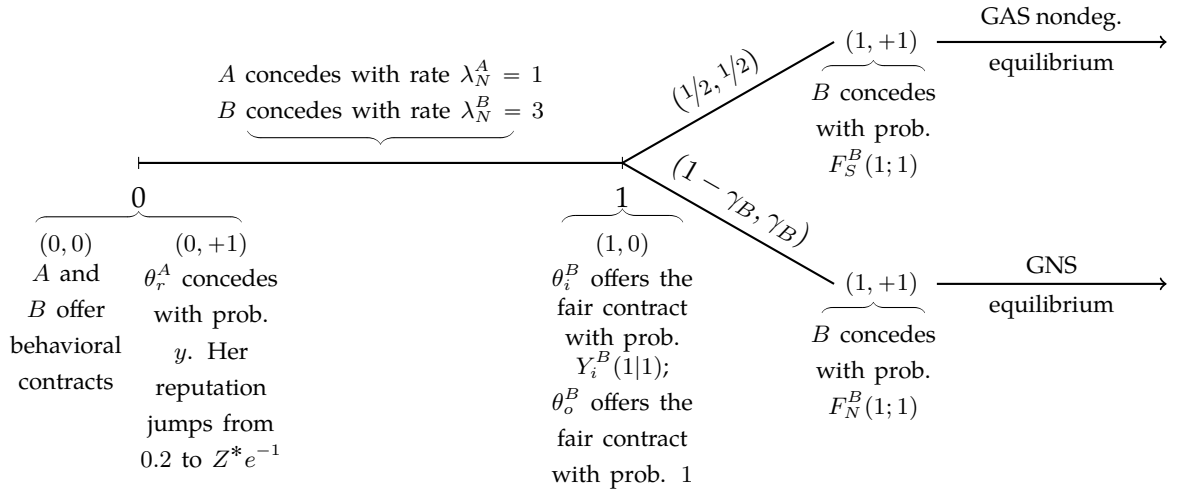 A concedes with rate λ_N^A = 1
B concedes with rate λ_N^B = 3
0
(0, 0)
A and
B offer
behavioral
contracts
(0, +1)
θ_r^A concedes
with prob.
y. Her
reputation
jumps from
0.2 to Z*e^{-1}
1
(1, 0)
θ_i^B offers the
fair contract
with prob.
Y_i^B(1|1);
θ_o^B offers the
fair contract
with prob. 1
(1/2, 1/2)
(1 − γ_B, γ_B)
(1, +1)
B concedes
with prob.
F_S^B(1; 1)
GAS nondeg.
equilibrium
(1, +1)
B concedes
with prob.
F_N^B(1; 1)
GNS
equilibrium